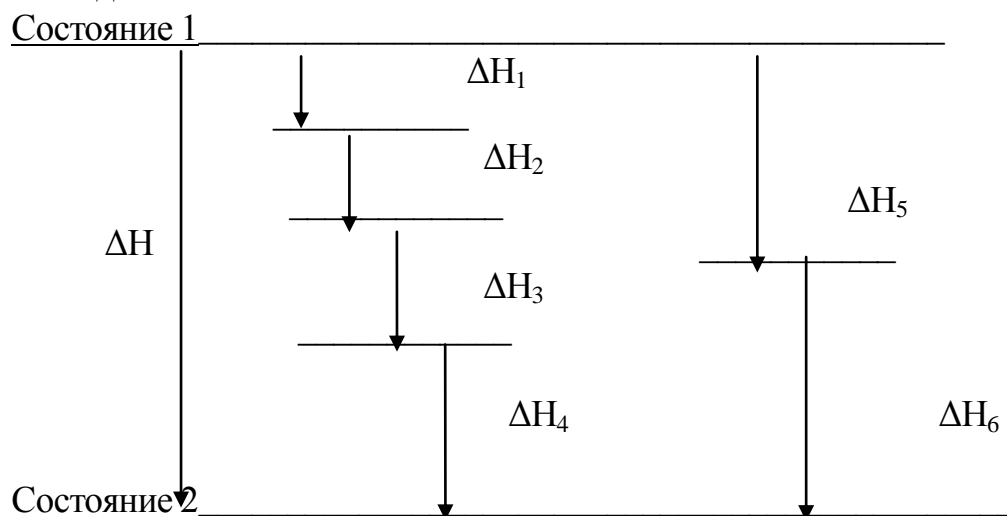 Состояние 1
ΔH₁
ΔH₂
ΔH₅
ΔH
ΔH₃
ΔH₄
ΔH₆
Состояние 2